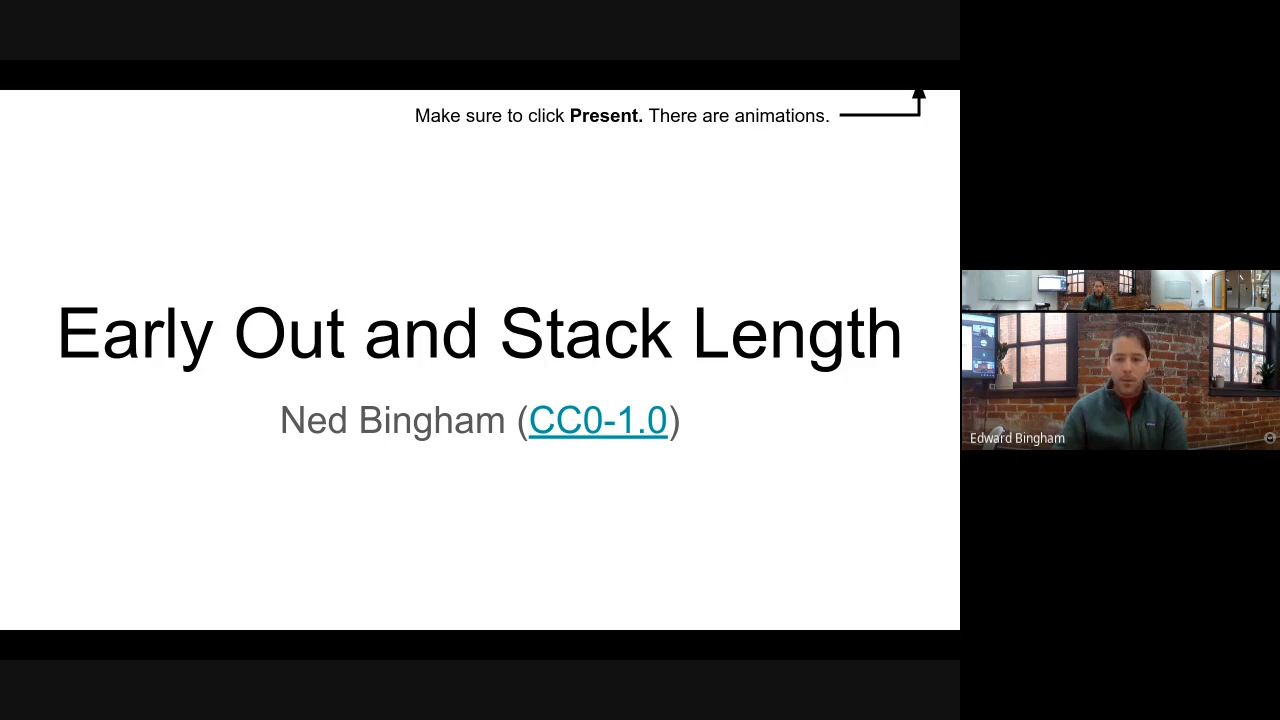 Make sure to click Present. There are animations.
Early Out and Stack Length
Ned Bingham (CC0-1.0)
Edward Bingham